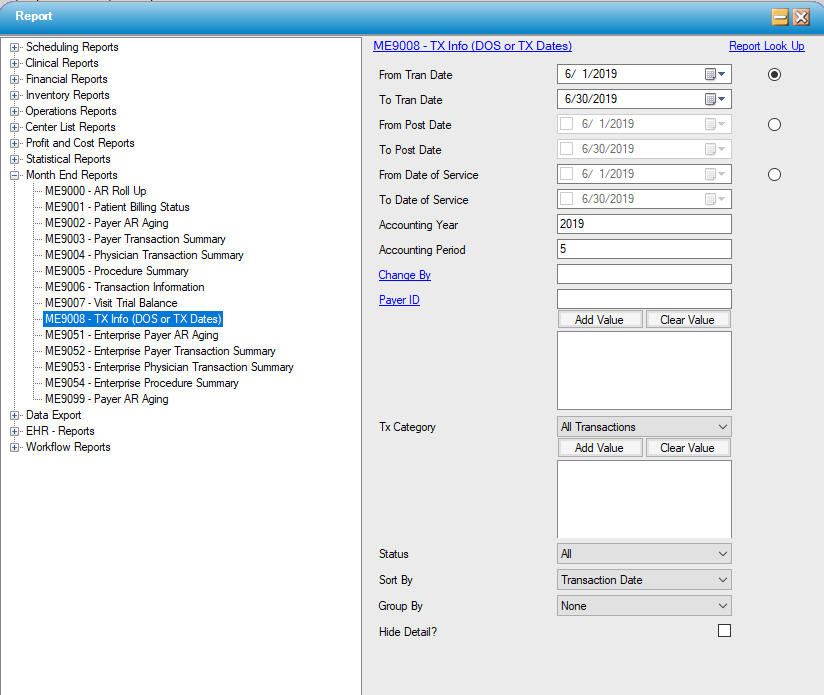 Report
Scheduling Reports
Clinical Reports
Financial Reports
Inventory Reports
Operations Reports
Center List Reports
Profit and Cost Reports
Statistical Reports
Month End Reports
ME9000 - AR Roll Up
ME9001 - Patient Billing Status
ME9002 - Payer AR Aging
ME9003 - Payer Transaction Summary
ME9004 - Physician Transaction Summary
ME9005 - Procedure Summary
ME9006 - Transaction Information
ME9007 - Visit Trial Balance
ME9008 - TX Info (DOS or TX Dates)
ME9051 - Enterprise Payer AR Aging
ME9052 - Enterprise Payer Transaction Summary
ME9053 - Enterprise Physician Transaction Summary
ME9054 - Enterprise Procedure Summary
ME9099 - Payer AR Aging
Data Export
EHR - Reports
Workflow Reports
ME9008 - TX Info (DOS or TX Dates) Report Look Up
From Tran Date 6/ 1/2019
To Tran Date 6/30/2019
From Post Date 6/ 1/2019
To Post Date 6/30/2019
From Date of Service 6/ 1/2019
To Date of Service 6/30/2019
Accounting Year 2019
Accounting Period 5
Change By
Payer ID
Add Value Clear Value
Tx Category All Transactions
Add Value Clear Value
Status All
Sort By Transaction Date
Group By None
Hide Detail?